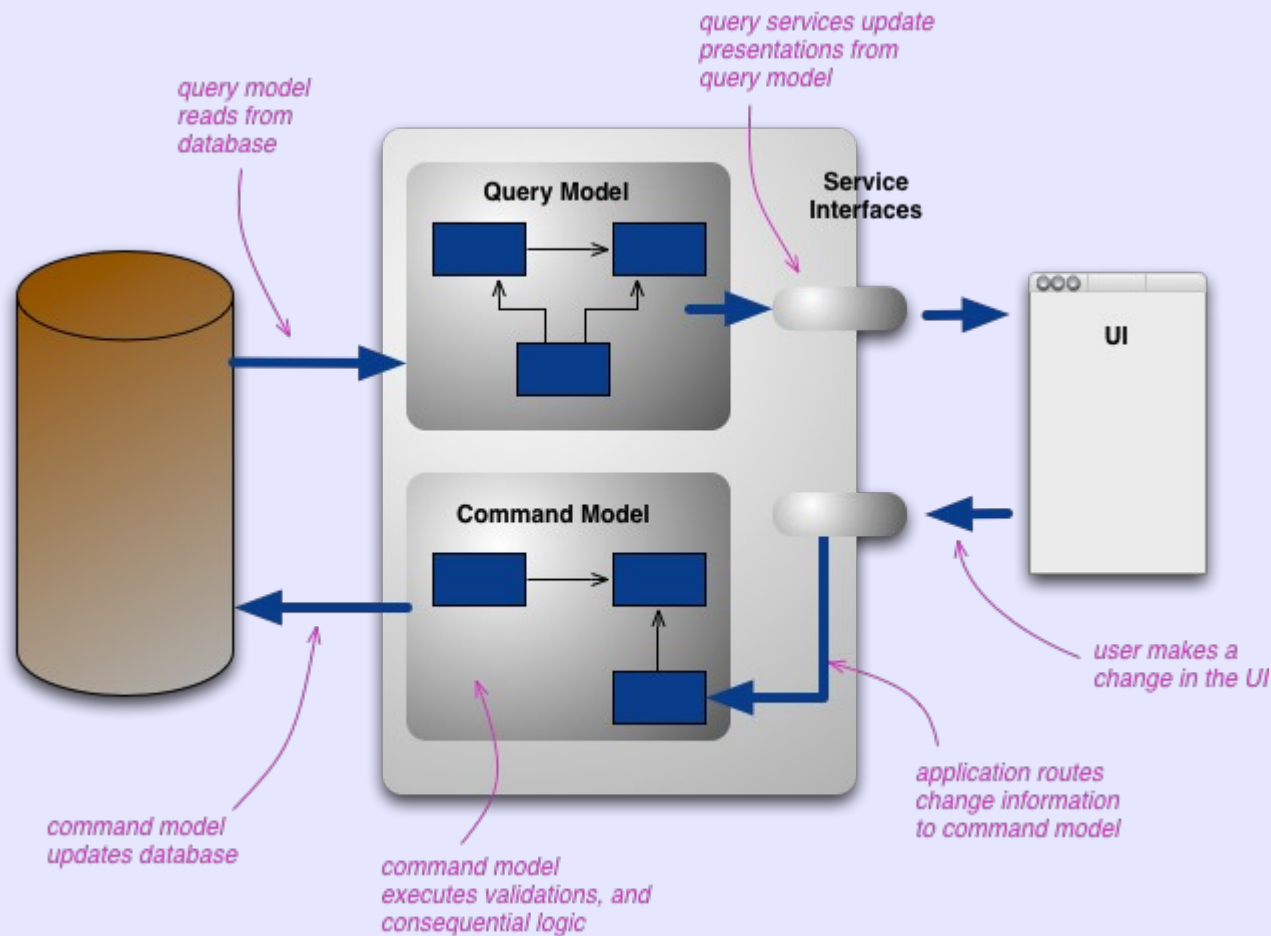 query services update
presentations from
query model
query model
reads from
database
Query Model
Service
Interfaces
UI
Command Model
user makes a
change in the UI
application routes
change information
to command model
command model
updates database
command model
executes validations, and
consequential logic